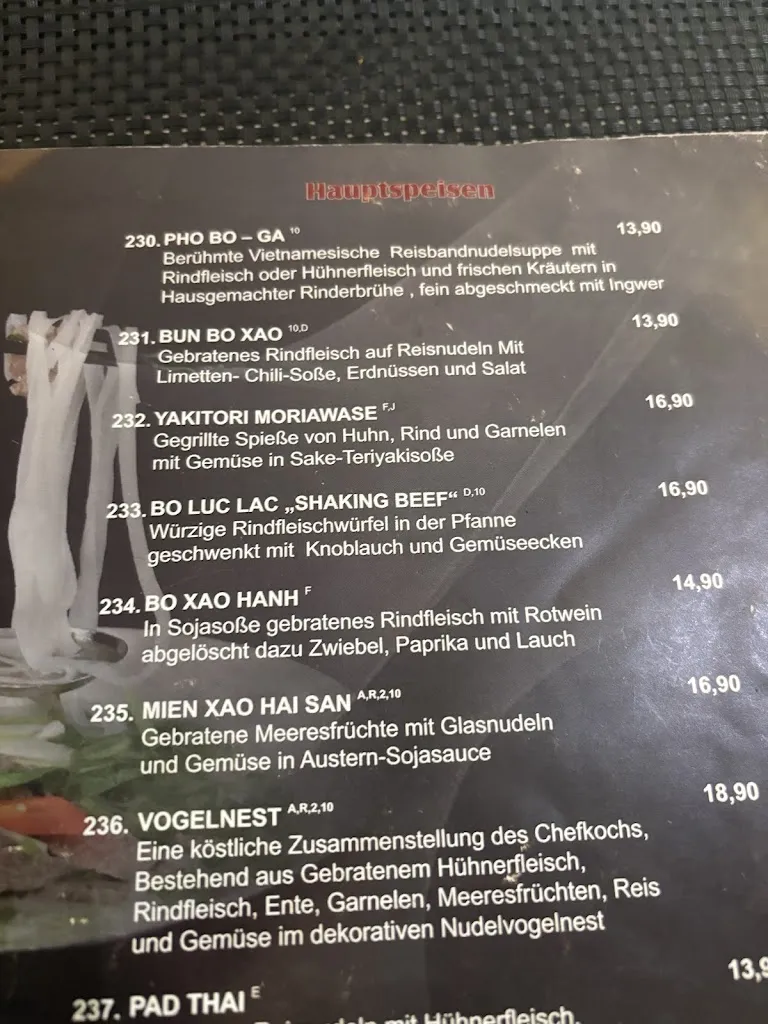 Hauptspeisen
230. PHO BO – GA 10 13,90
Berühmte Vietnamesische Reisbandnudelsuppe mit
Rindfleisch oder Hühnerfleisch und frischen Kräutern in
Hausgemachter Rinderbrühe , fein abgeschmeckt mit Ingwer
231. BUN BO XAO 10,D 13,90
Gebratenes Rindfleisch auf Reisnudeln Mit
Limetten- Chili-Soße, Erdnüssen und Salat
232. YAKITORI MORIAWASE F,J 16,90
Gegrillte Spieße von Huhn, Rind und Garnelen
mit Gemüse in Sake-Teriyakisoße
233. BO LUC LAC „SHAKING BEEF“ D,10 16,90
Würzige Rindfleischwürfel in der Pfanne
geschwenkt mit Knoblauch und Gemüseecken
234. BO XAO HANH F 14,90
In Sojasoße gebratenes Rindfleisch mit Rotwein
abgelöscht dazu Zwiebel, Paprika und Lauch
235. MIEN XAO HAI SAN A,R,2,10 16,90
Gebratene Meeresfrüchte mit Glasnudeln
und Gemüse in Austern-Sojasauce
236. VOGELNEST A,R,2,10 18,90
Eine köstliche Zusammenstellung des Chefkochs,
Bestehend aus Gebratenem Hühnerfleisch,
Rindfleisch, Ente, Garnelen, Meeresfrüchten, Reis
und Gemüse im dekorativen Nudelvogelnest
237. PAD THAI E 13,9
mit Hühnerfleisch,